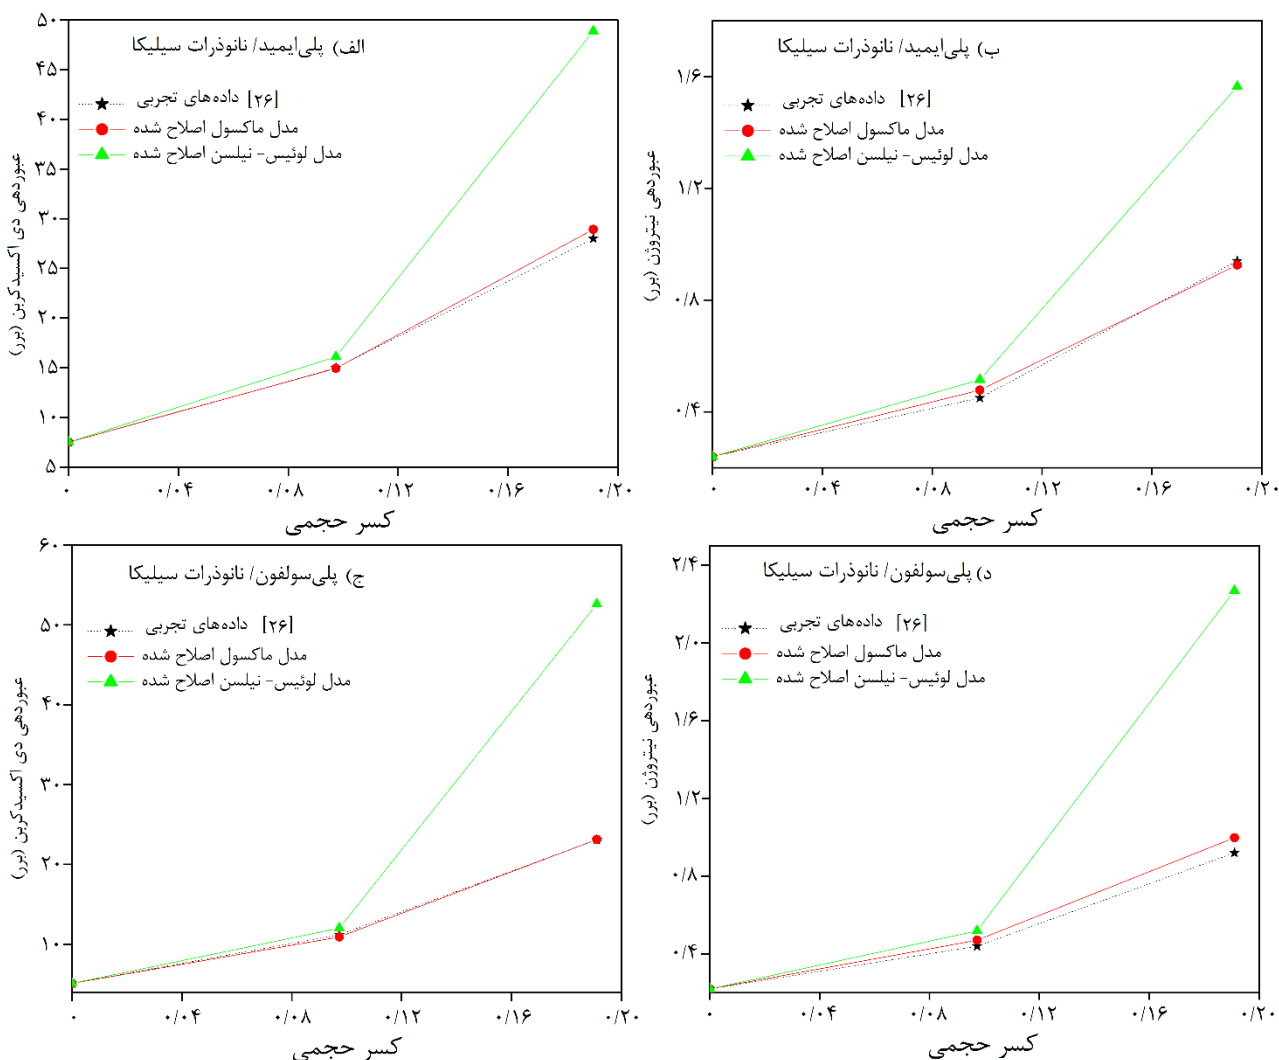 الف) پلی‌ایمید/ نانوذرات سیلیکا
داده‌های تجربی [۲۶]
مدل ماکسول اصلاح شده
مدل لوئیس- نیلسن اصلاح شده
عبوردهی دی اکسیدکربن (برر)
۵۰
۴۵
۴۰
۳۵
۳۰
۲۵
۲۰
۱۵
۱۰
۵
۰ ۰/۰۴ ۰/۰۸ ۰/۱۲ ۰/۱۶ ۰/۲۰
کسر حجمی
ب) پلی‌ایمید/ نانوذرات سیلیکا
داده‌های تجربی [۲۶]
مدل ماکسول اصلاح شده
مدل لوئیس- نیلسن اصلاح شده
عبوردهی نیتروژن (برر)
۱/۶
۱/۲
۰/۸
۰/۴
۰ ۰/۰۴ ۰/۰۸ ۰/۱۲ ۰/۱۶ ۰/۲۰
کسر حجمی
ج) پلی‌سولفون/ نانوذرات سیلیکا
داده‌های تجربی [۲۶]
مدل ماکسول اصلاح شده
مدل لوئیس- نیلسن اصلاح شده
عبوردهی دی اکسیدکربن (برر)
۶۰
۵۰
۴۰
۳۰
۲۰
۱۰
۰ ۰/۰۴ ۰/۰۸ ۰/۱۲ ۰/۱۶ ۰/۲۰
کسر حجمی
د) پلی‌سولفون/ نانوذرات سیلیکا
داده‌های تجربی [۲۶]
مدل ماکسول اصلاح شده
مدل لوئیس- نیلسن اصلاح شده
عبوردهی نیتروژن (برر)
۲/۴
۲/۰
۱/۶
۱/۲
۰/۸
۰/۴
۰ ۰/۰۴ ۰/۰۸ ۰/۱۲ ۰/۱۶ ۰/۲۰
کسر حجمی